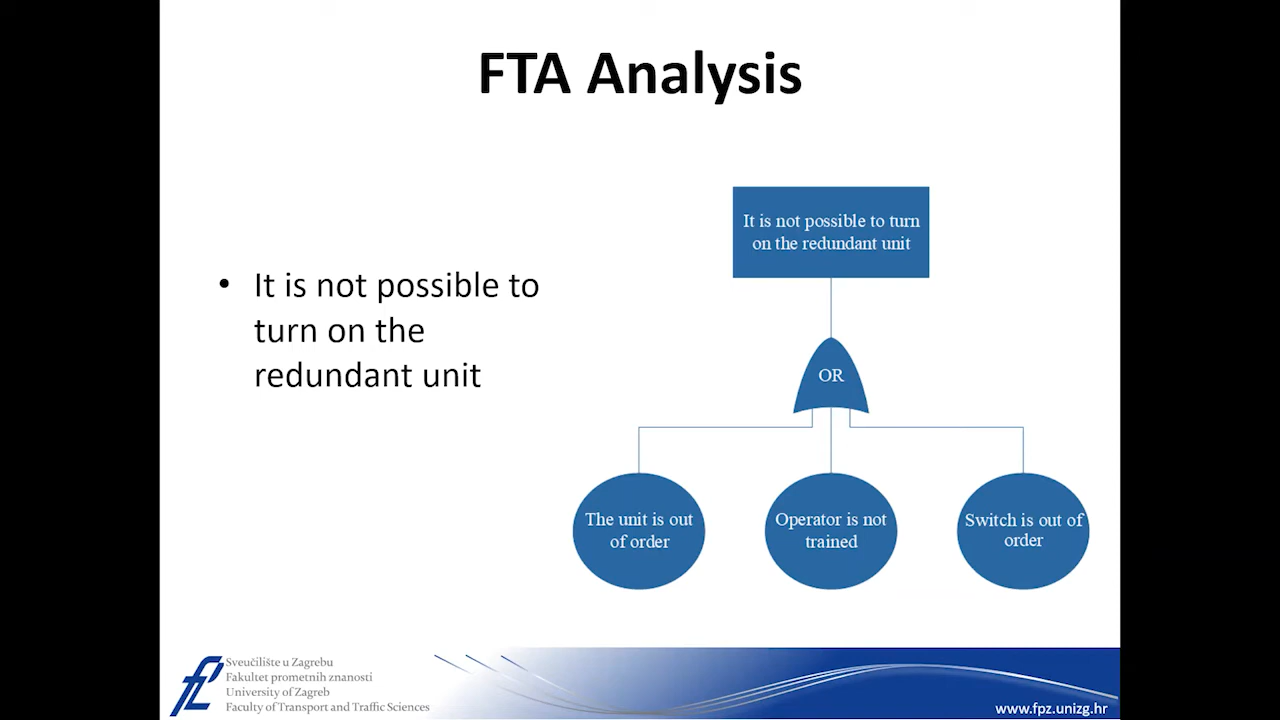 FTA Analysis
• It is not possible to
turn on the
redundant unit
It is not possible to turn
on the redundant unit
OR
The unit is out
of order
Operator is not
trained
Switch is out of
order
Sveučilište u Zagrebu
Fakultet prometnih znanosti
University of Zagreb
Faculty of Transport and Traffic Sciences
www.fpz.unizg.hr